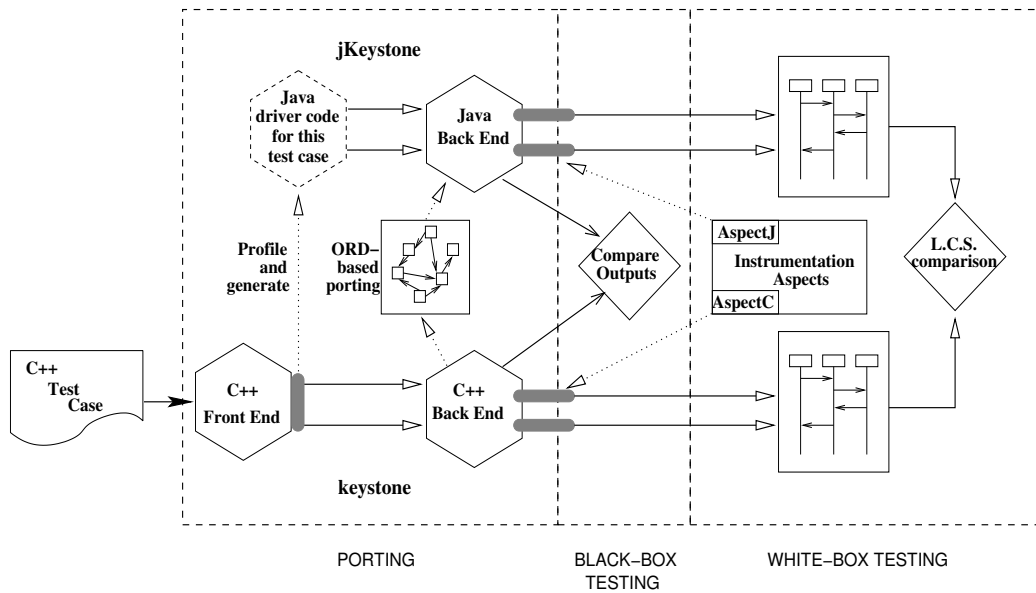 jKeystone
Java
driver code
for this
test case
Java
Back End
Profile
and
generate
ORD–
based
porting
Compare
Outputs
AspectJ
Instrumentation
Aspects
AspectC
L.C.S.
comparison
C++
Test
Case
C++
Front End
C++
Back End
keystone
PORTING
BLACK–BOX
TESTING
WHITE–BOX TESTING